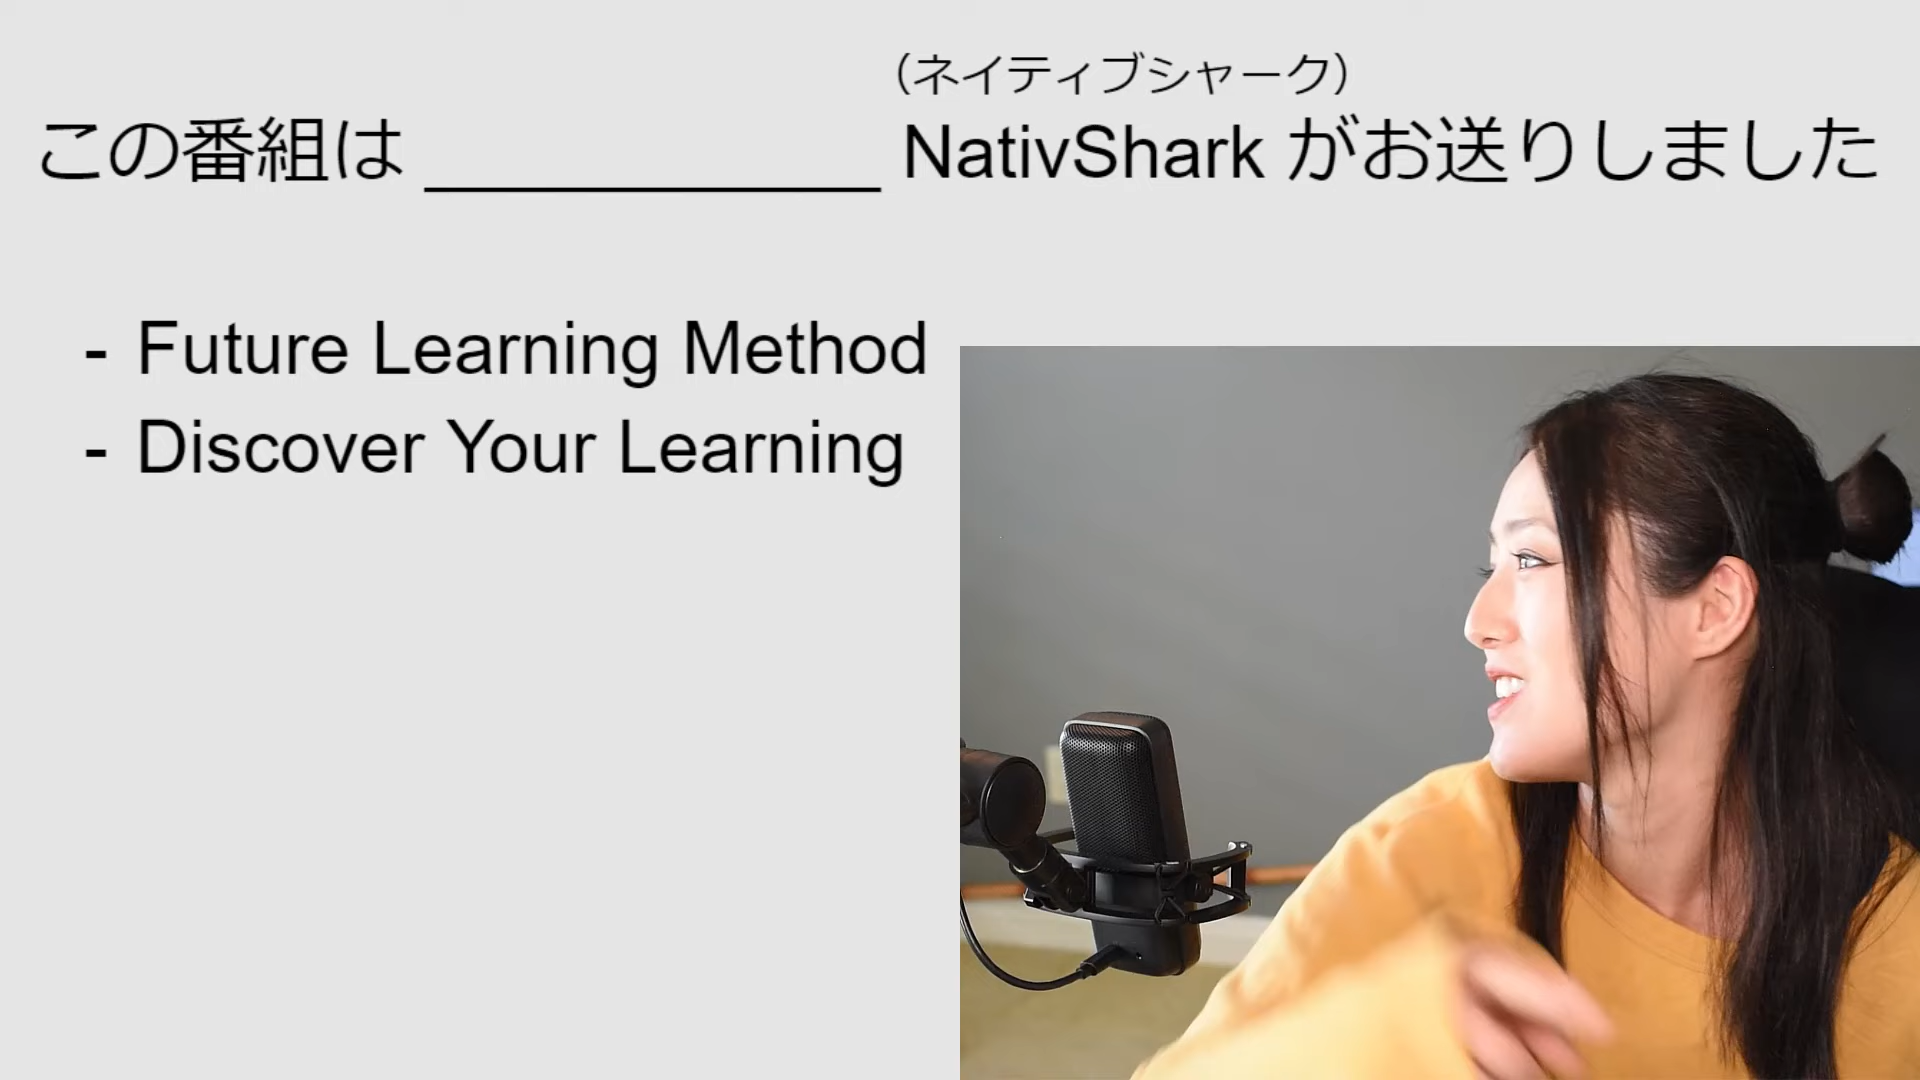 （ネイティブシャーク）
この番組は ____________ NativShark がお送りしました
- Future Learning Method
- Discover Your Learning